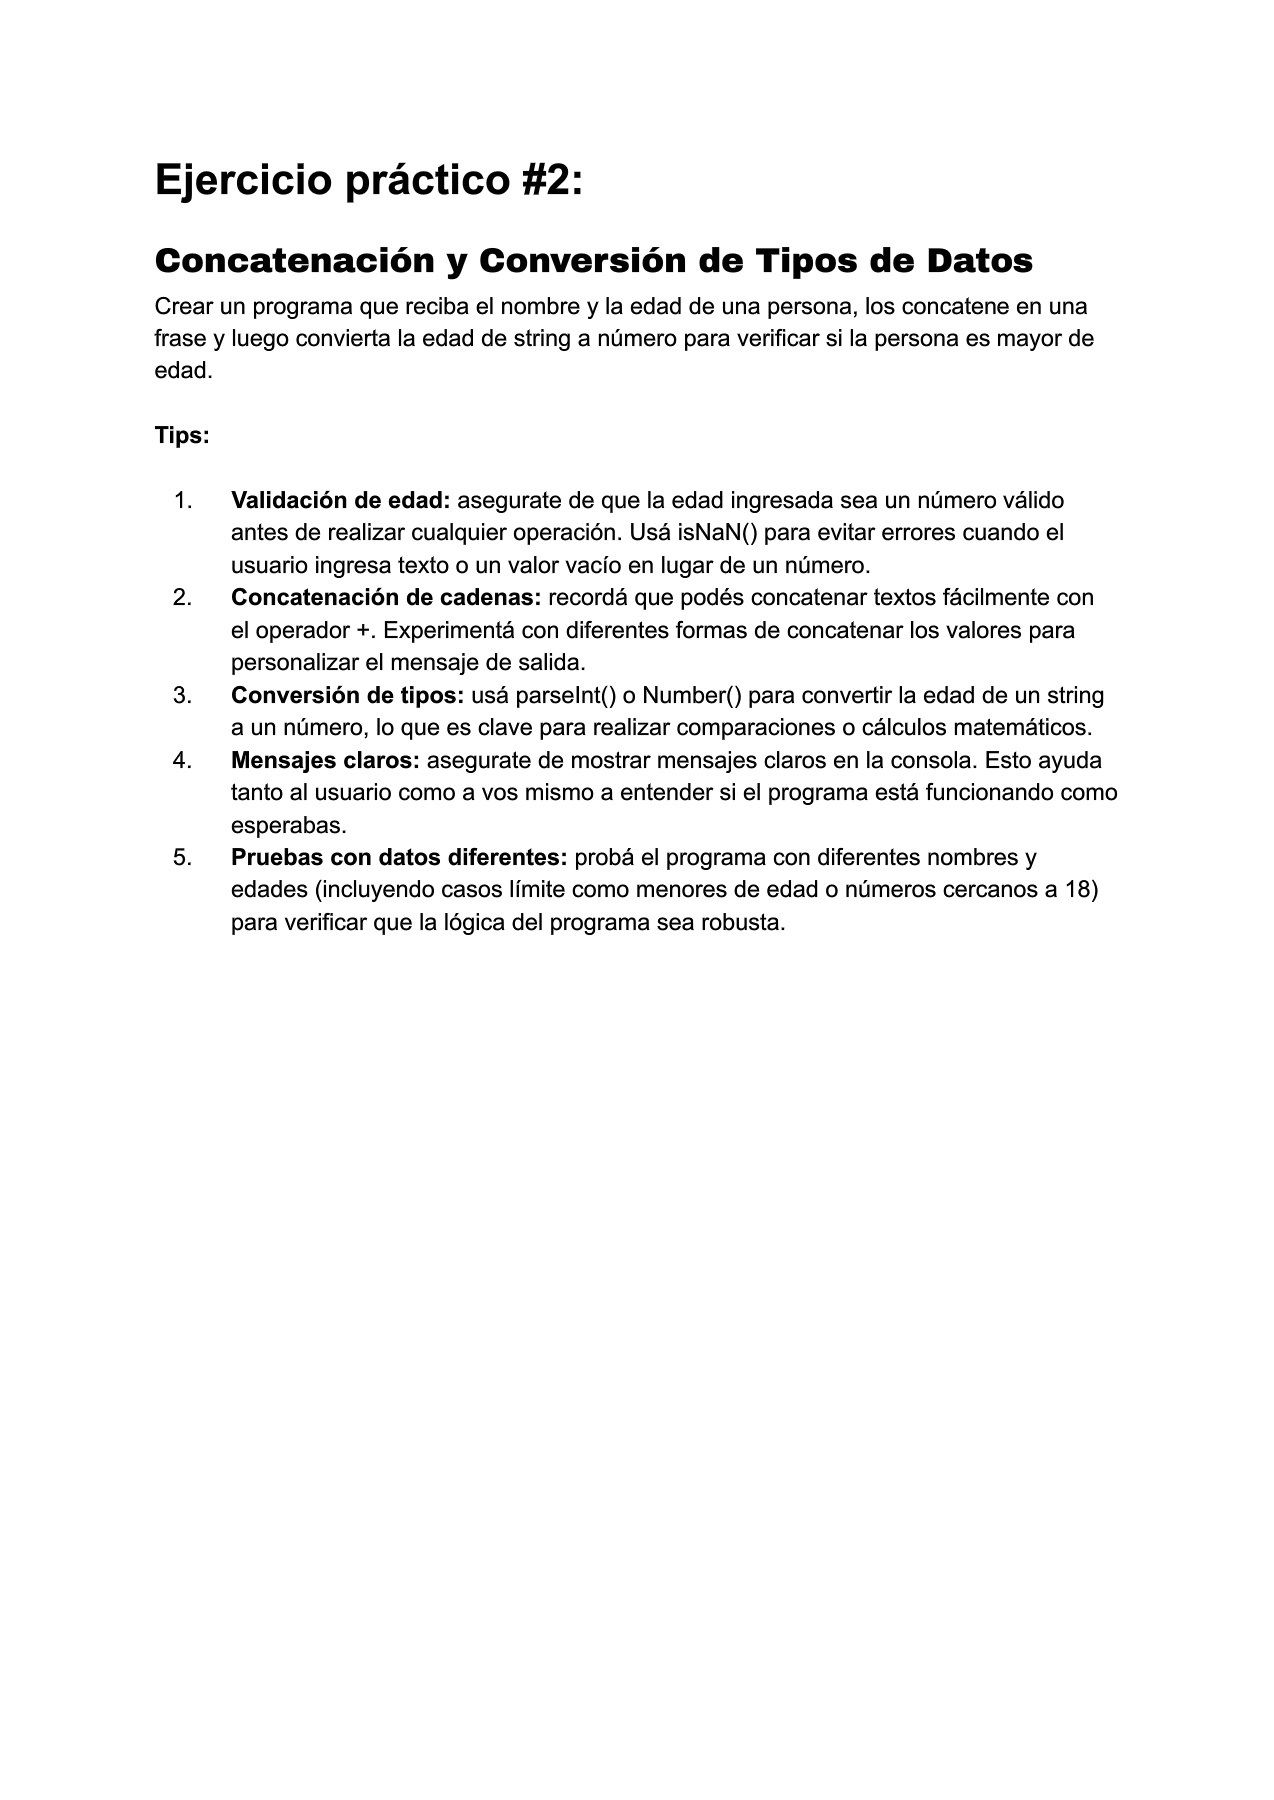 Ejercicio práctico #2:
Concatenación y Conversión de Tipos de Datos
Crear un programa que reciba el nombre y la edad de una persona, los concatene en una
frase y luego convierta la edad de string a número para verificar si la persona es mayor de
edad.
Tips:
1. Validación de edad: asegurate de que la edad ingresada sea un número válido
antes de realizar cualquier operación. Usá isNaN() para evitar errores cuando el
usuario ingresa texto o un valor vacío en lugar de un número.
2. Concatenación de cadenas: recordá que podés concatenar textos fácilmente con
el operador +. Experimentá con diferentes formas de concatenar los valores para
personalizar el mensaje de salida.
3. Conversión de tipos: usá parseInt() o Number() para convertir la edad de un string
a un número, lo que es clave para realizar comparaciones o cálculos matemáticos.
4. Mensajes claros: asegurate de mostrar mensajes claros en la consola. Esto ayuda
tanto al usuario como a vos mismo a entender si el programa está funcionando como
esperabas.
5. Pruebas con datos diferentes: probá el programa con diferentes nombres y
edades (incluyendo casos límite como menores de edad o números cercanos a 18)
para verificar que la lógica del programa sea robusta.